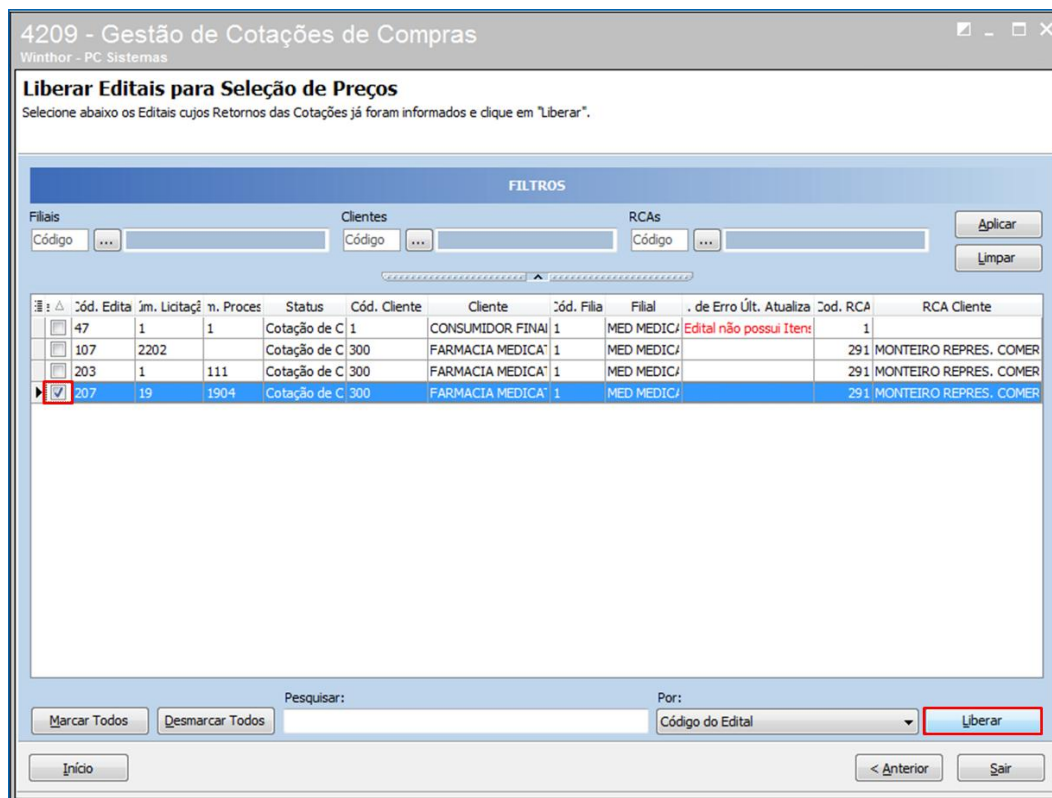 4209 - Gestão de Cotações de Compras
Winthor - PC Sistemas
Liberar Editais para Seleção de Preços
Selecione abaixo os Editais cujos Retornos das Cotações já foram informados e clique em "Liberar".
FILTROS
Filiais Clientes RCAs
Código ... Código ... Código ... Aplicar
Limpar
Cód. Edita úm. Licitaçã m. Proces Status Cód. Cliente Cliente Cód. Filia Filial . de Erro Últ. Atualiza Cod. RCA RCA Cliente
47 1 1 Cotação de C 1 CONSUMIDOR FINAL 1 MED MEDICA Edital não possui Itens 1
107 2202 Cotação de C 300 FARMACIA MEDICAT 1 MED MEDICA 291 MONTEIRO REPRES. COMER
203 1 111 Cotação de C 300 FARMACIA MEDICAT 1 MED MEDICA 291 MONTEIRO REPRES. COMER
207 19 1904 Cotação de C 300 FARMACIA MEDICAT 1 MED MEDICA 291 MONTEIRO REPRES. COMER
Pesquisar: Por:
Marcar Todos Desmarcar Todos Código do Edital Liberar
Início < Anterior Sair